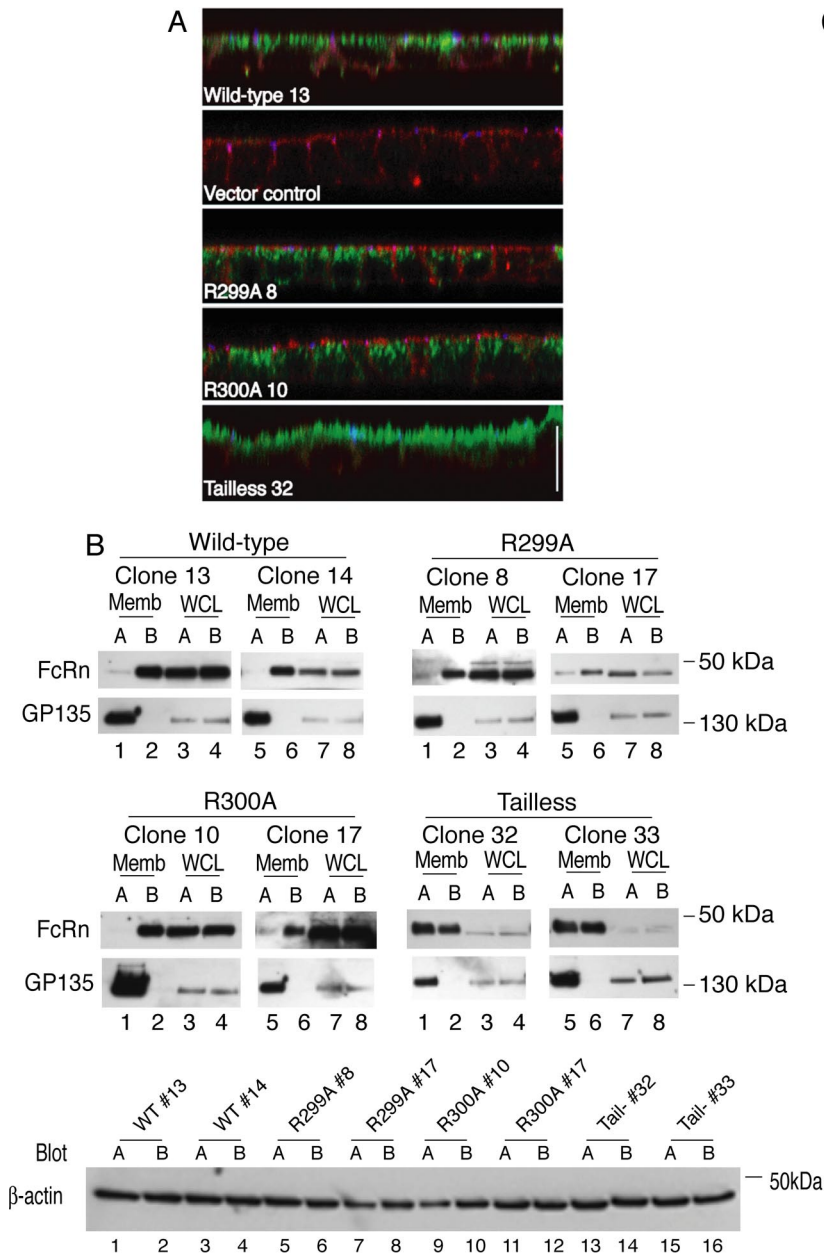 A
Wild-type 13
Vector control
R299A 8
R300A 10
Tailless 32
B
Wild-type
Clone 13 Clone 14
Memb WCL Memb WCL
A B A B A B A B
FcRn
GP135
1 2 3 4 5 6 7 8
R299A
Clone 8 Clone 17
Memb WCL Memb WCL
A B A B A B A B
50 kDa
130 kDa
1 2 3 4 5 6 7 8
R300A
Clone 10 Clone 17
Memb WCL Memb WCL
A B A B A B A B
FcRn
GP135
1 2 3 4 5 6 7 8
Tailless
Clone 32 Clone 33
Memb WCL Memb WCL
A B A B A B A B
50 kDa
130 kDa
1 2 3 4 5 6 7 8
WT #13 WT #14 R299A #8 R299A #17 R300A #10 R300A #17 Tail- #32 Tail- #33
Blot A B A B A B A B A B A B A B A B
β-actin 50kDa
1 2 3 4 5 6 7 8 9 10 11 12 13 14 15 16